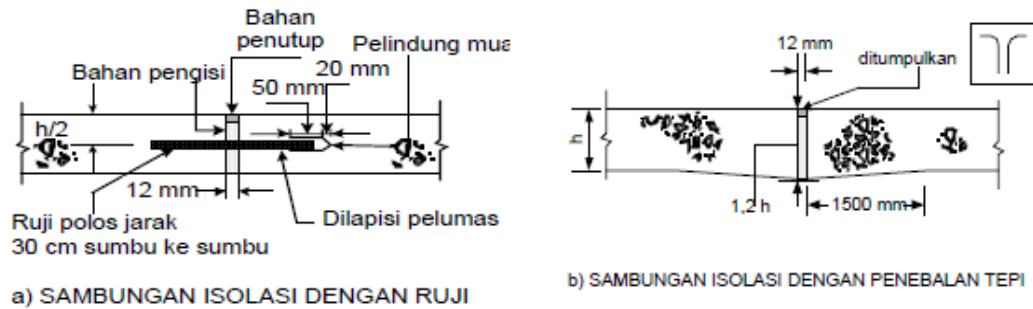 Bahan
penutup
Pelindung mua
Bahan pengisi
20 mm
50 mm
h/2
12 mm
Ruji polos jarak
30 cm sumbu ke sumbu
Dilapisi pelumas
a) SAMBUNGAN ISOLASI DENGAN RUJI
12 mm
ditumpulkan
h
1,2 h
1500 mm
b) SAMBUNGAN ISOLASI DENGAN PENEBALAN TEPI